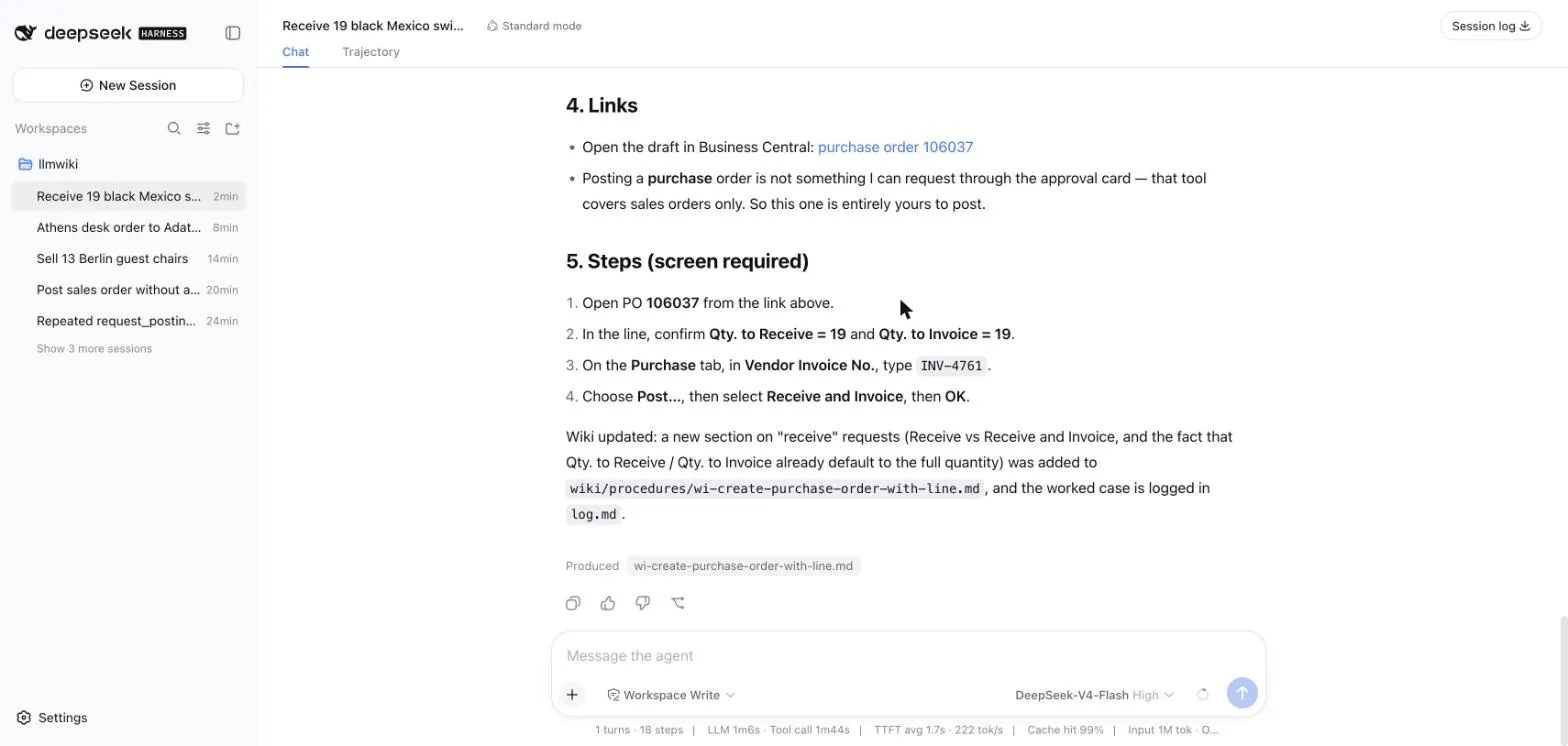 deepseek HARNESS
New Session
Workspaces
llmwiki
Receive 19 black Mexico s... 2min
Athens desk order to Adat... 8min
Sell 13 Berlin guest chairs 14min
Post sales order without a... 20min
Repeated request_postin... 24min
Show 3 more sessions
Settings
Receive 19 black Mexico swi... Standard mode
Session log
Chat Trajectory
4. Links
• Open the draft in Business Central: purchase order 106037
• Posting a purchase order is not something I can request through the approval card — that tool
covers sales orders only. So this one is entirely yours to post.
5. Steps (screen required)
1. Open PO 106037 from the link above.
2. In the line, confirm Qty. to Receive = 19 and Qty. to Invoice = 19.
3. On the Purchase tab, in Vendor Invoice No., type INV-4761.
4. Choose Post..., then select Receive and Invoice, then OK.
Wiki updated: a new section on "receive" requests (Receive vs Receive and Invoice, and the fact that
Qty. to Receive / Qty. to Invoice already default to the full quantity) was added to
wiki/procedures/wi-create-purchase-order-with-line.md, and the worked case is logged in
log.md.
Produced wi-create-purchase-order-with-line.md
Message the agent
Workspace Write DeepSeek-V4-Flash High
1 turns · 18 steps | LLM 1m6s · Tool call 1m44s | TTFT avg 1.7s · 222 tok/s | Cache hit 99% | Input 1M tok · O...